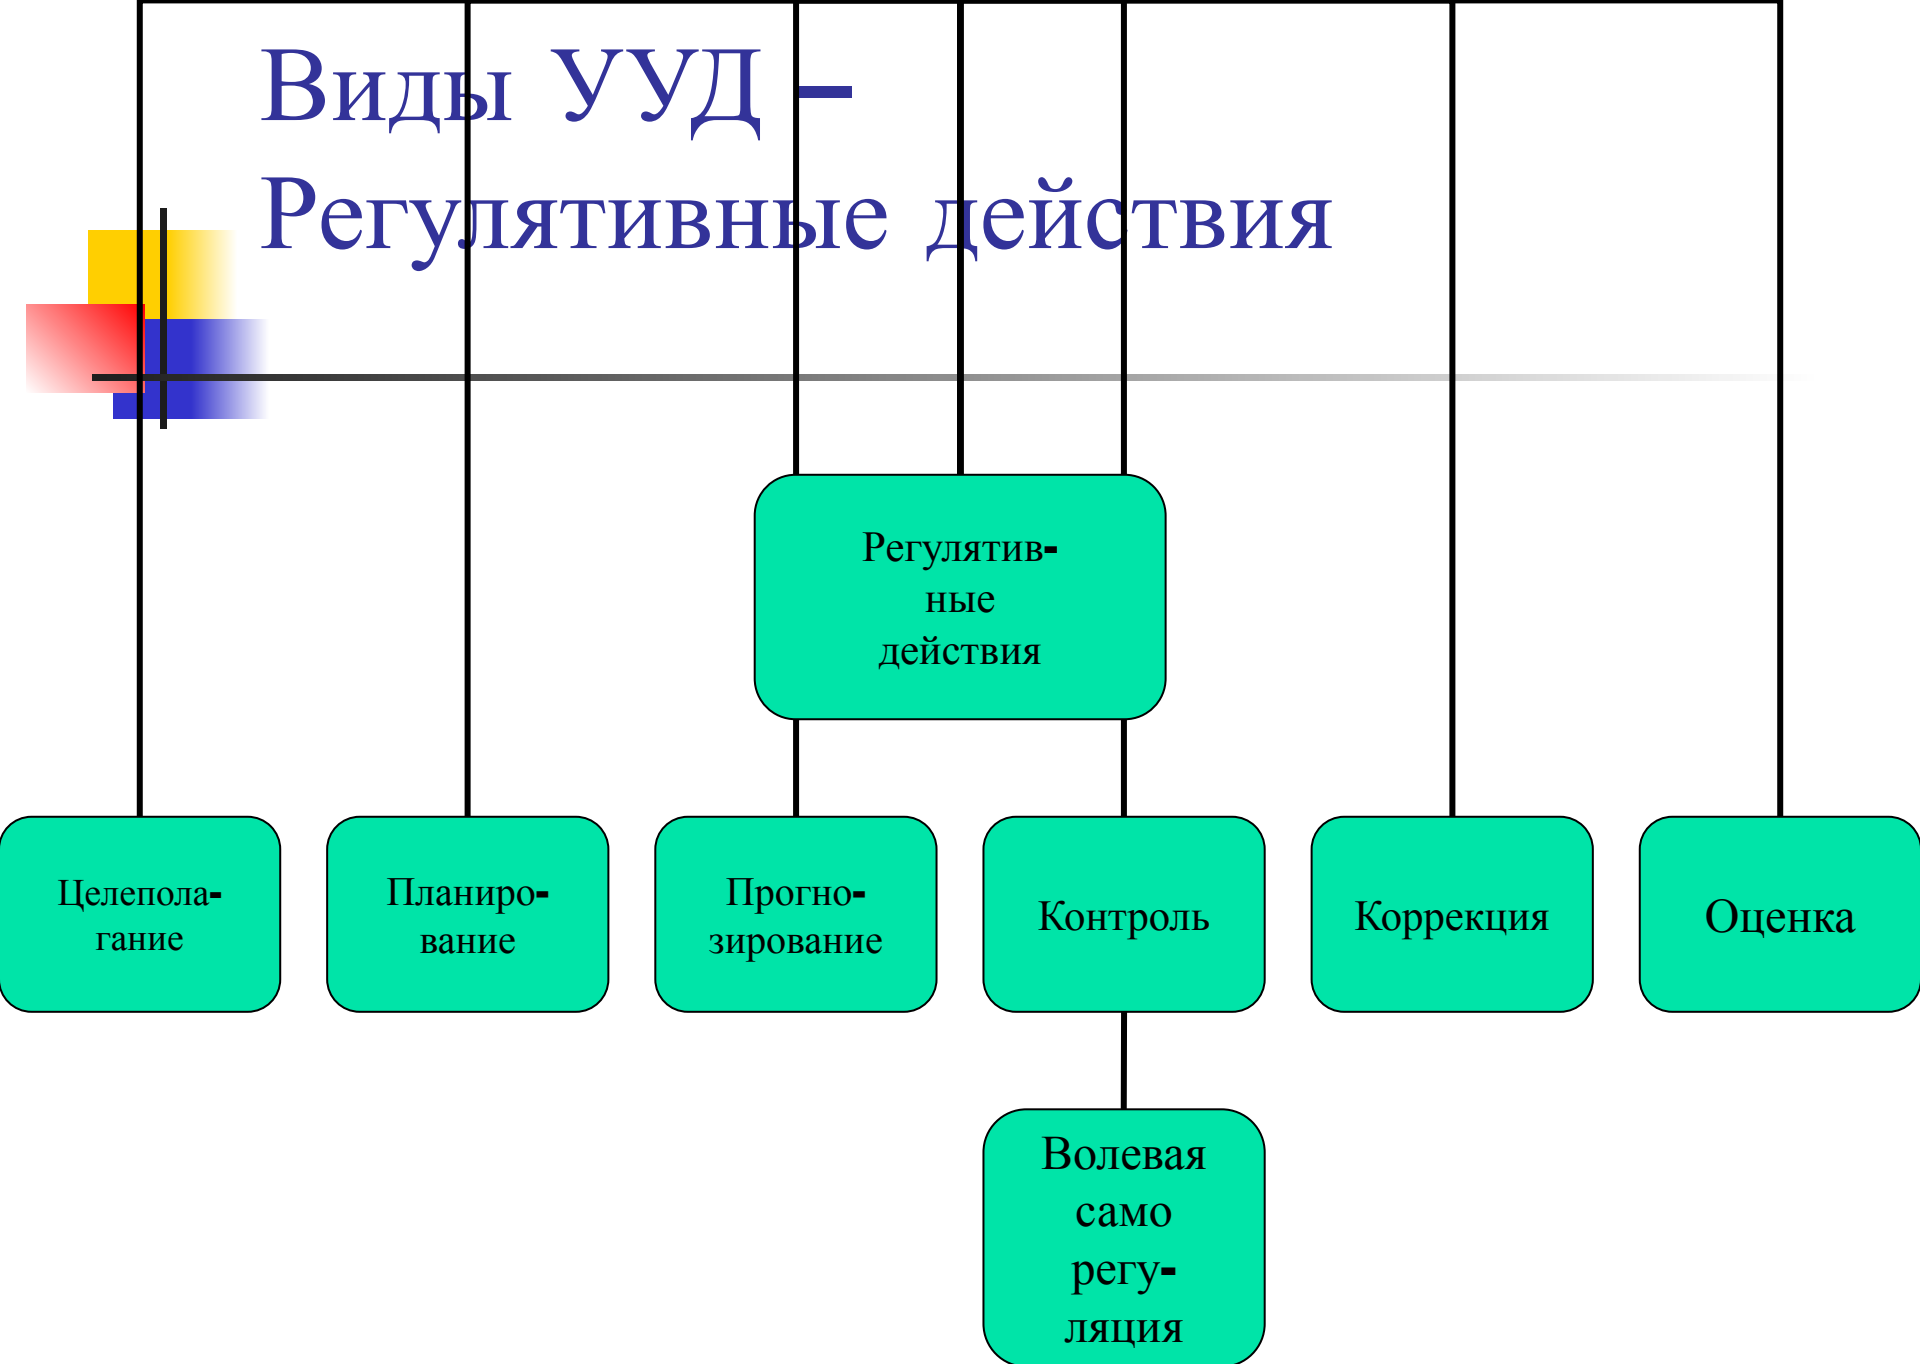 Виды УУД –
Регулятивные действия
Регулятив-
ные
действия
Целепола-
гание
Планиро-
вание
Прогно-
зирование
Контроль
Коррекция
Оценка
Волевая
само
регу-
ляция